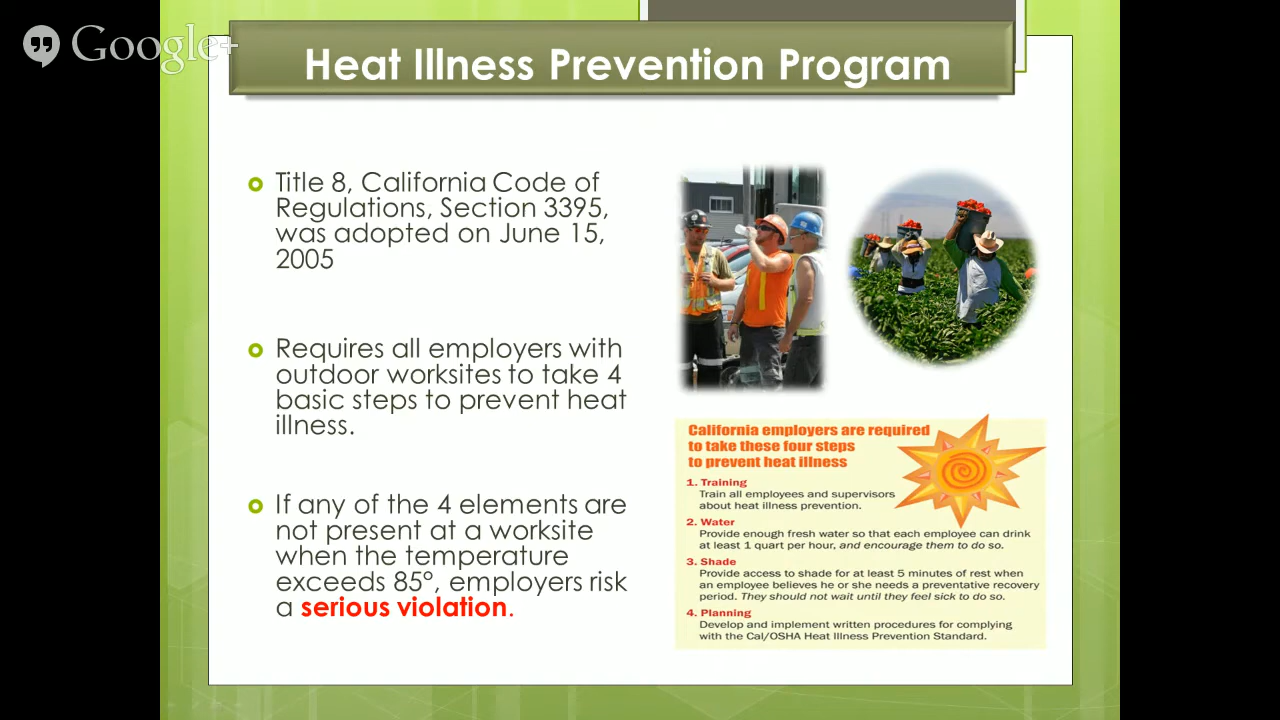 Google+
Heat Illness Prevention Program
Title 8, California Code of
Regulations, Section 3395,
was adopted on June 15,
2005
Requires all employers with
outdoor worksites to take 4
basic steps to prevent heat
illness.
If any of the 4 elements are
not present at a worksite
when the temperature
exceeds 85°, employers risk
a serious violation.
California employers are required
to take these four steps
to prevent heat illness
1. Training
Train all employees and supervisors
about heat illness prevention.
2. Water
Provide enough fresh water so that each employee can drink
at least 1 quart per hour, and encourage them to do so.
3. Shade
Provide access to shade for at least 5 minutes of rest when
an employee believes he or she needs a preventative recovery
period. They should not wait until they feel sick to do so.
4. Planning
Develop and implement written procedures for complying
with the Cal/OSHA Heat Illness Prevention Standard.